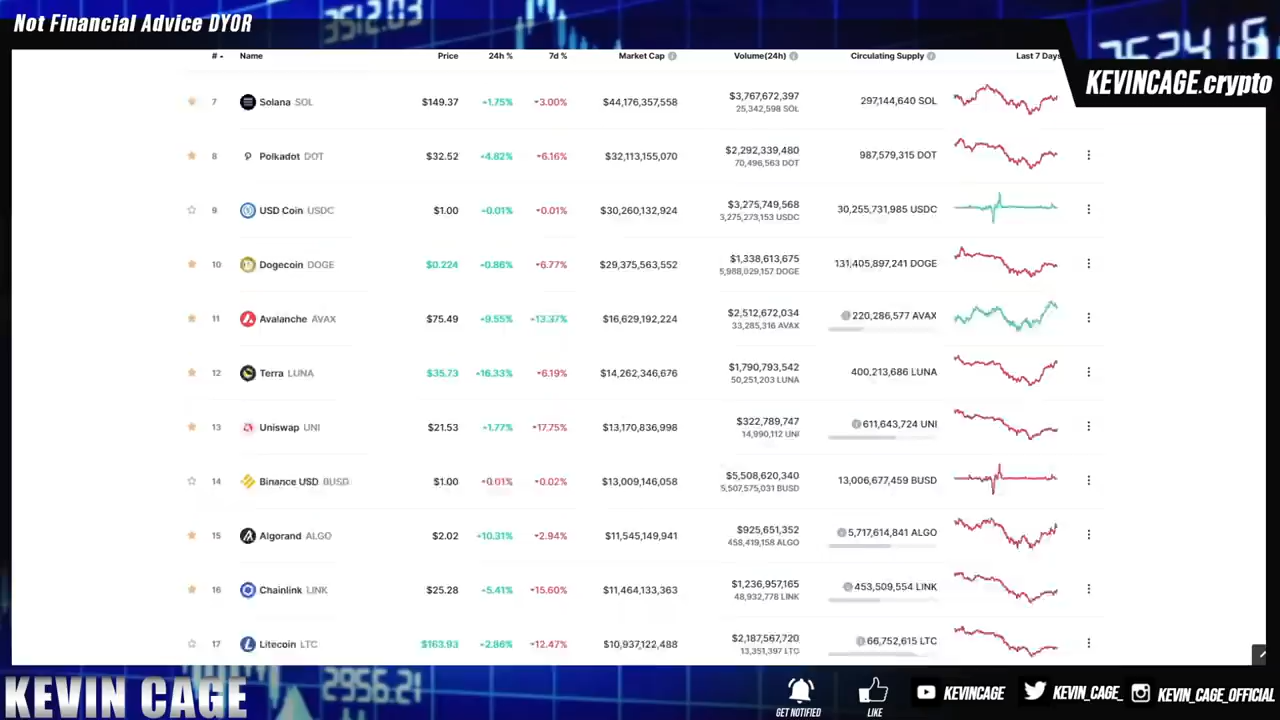 Not Financial Advice DYOR
3512.03
3524.16
KEVINCAGE.crypto
# Name Price 24h % 7d % Market Cap Volume(24h) Circulating Supply Last 7 Days
7 Solana SOL $149.37 1.75% 3.00% $44,176,357,558 $3,767,672,397 297,144,640 SOL
25,342,598 SOL
8 Polkadot DOT $32.52 4.82% 6.16% $32,113,155,070 $2,292,339,480 987,579,315 DOT
70,496,563 DOT
9 USD Coin USDC $1.00 0.01% 0.01% $30,260,132,924 $3,275,749,568 30,255,731,985 USDC
3,275,273,153 USDC
10 Dogecoin DOGE $0.224 0.86% 6.77% $29,375,563,552 $1,338,613,675 131,405,897,241 DOGE
5,988,029,157 DOGE
11 Avalanche AVAX $75.49 9.55% 13.37% $16,629,192,224 $2,512,672,034 220,286,577 AVAX
33,285,316 AVAX
12 Terra LUNA $35.73 16.33% 6.19% $14,262,346,676 $1,790,793,542 400,213,686 LUNA
50,251,203 LUNA
13 Uniswap UNI $21.53 1.77% 17.75% $13,170,836,998 $322,789,747 611,643,724 UNI
14,990,112 UNI
14 Binance USD BUSD $1.00 0.01% 0.02% $13,009,146,058 $5,508,620,340 13,006,677,459 BUSD
5,507,575,031 BUSD
15 Algorand ALGO $2.02 10.31% 2.94% $11,545,149,941 $925,651,352 5,717,614,841 ALGO
458,419,158 ALGO
16 Chainlink LINK $25.28 5.41% 15.60% $11,464,133,363 $1,236,957,165 453,509,554 LINK
48,932,778 LINK
17 Litecoin LTC $163.93 2.86% 12.47% $10,937,122,488 $2,187,567,720 66,752,615 LTC
13,351,397 LTC
KEVIN CAGE
2956.21
GET NOTIFIED
LIKE
KEVINCAGE
KEVIN_CAGE_
KEVIN_CAGE_OFFICIAL